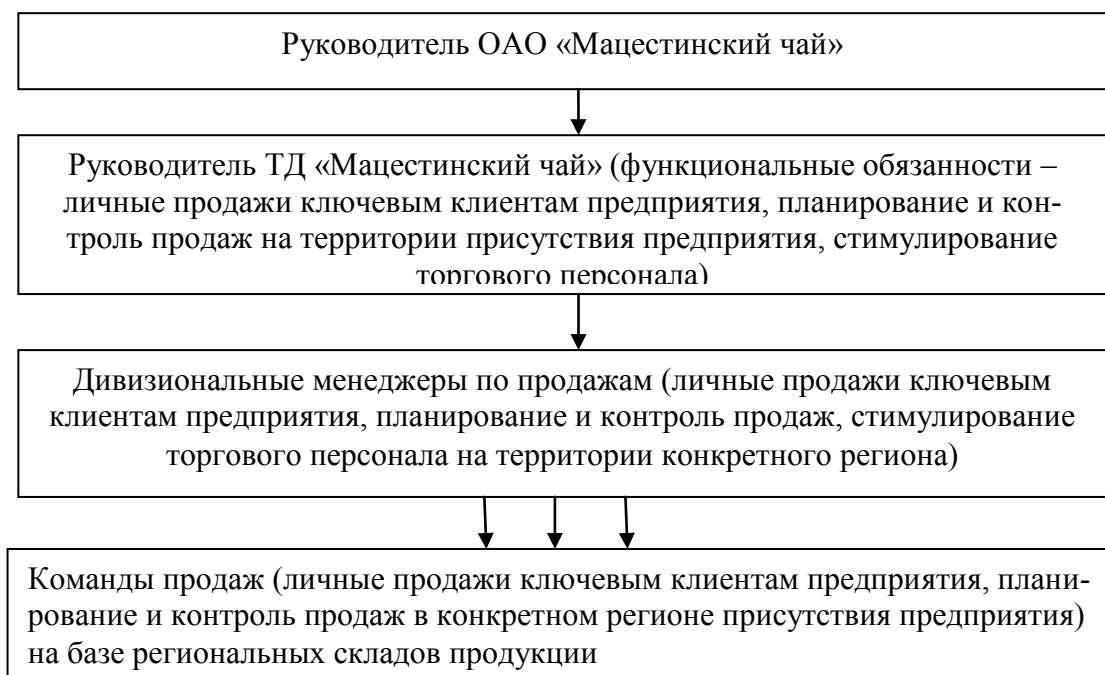 Руководитель ОАО «Мацестинский чай»
Руководитель ТД «Мацестинский чай» (функциональные обязанности –
личные продажи ключевым клиентам предприятия, планирование и кон-
троль продаж на территории присутствия предприятия, стимулирование
торгового персонала)
Дивизиональные менеджеры по продажам (личные продажи ключевым
клиентам предприятия, планирование и контроль продаж, стимулирование
торгового персонала на территории конкретного региона)
Команды продаж (личные продажи ключевым клиентам предприятия, плани-
рование и контроль продаж в конкретном регионе присутствия предприятия)
на базе региональных складов продукции